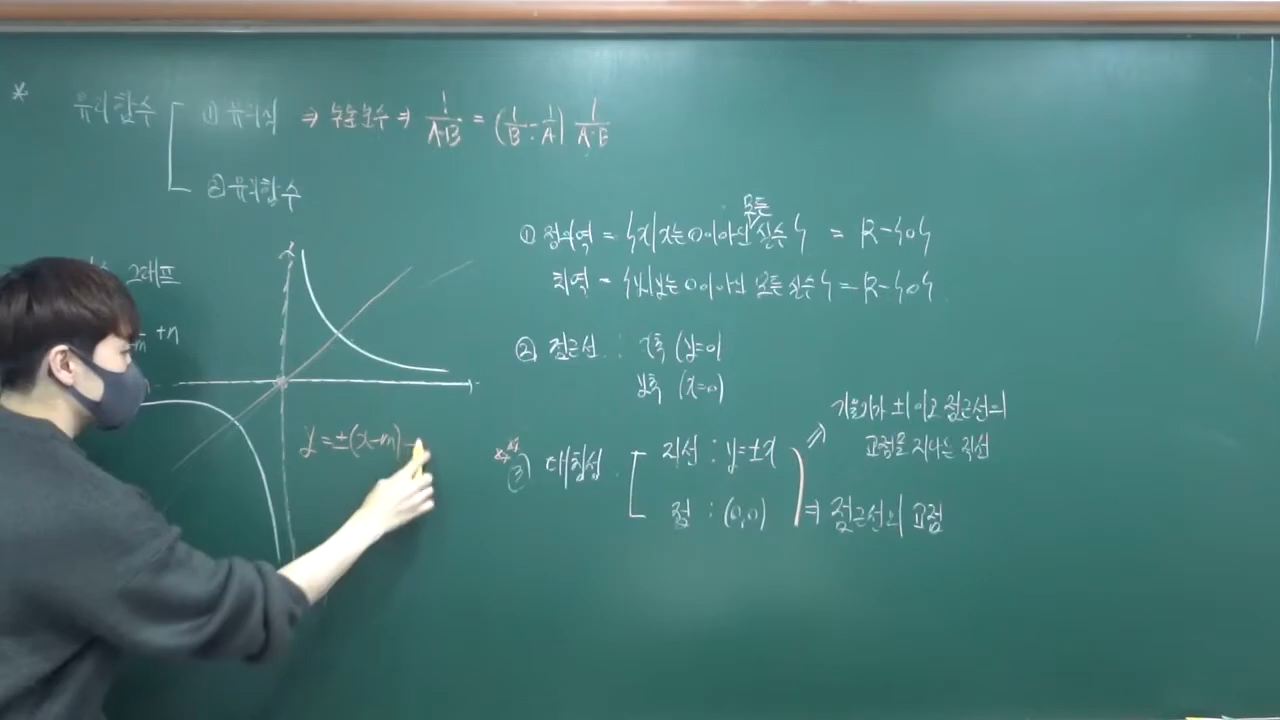 * 유리함수 ① 유리식 ⇒ 부분분수 ⇒ 1/A·B = (1/B - 1/A) 1/A-B
② 유리함수
모든
① 정의역 = {x|x는 0이 아닌 실수} = R-{0}
치역 = {y|y는 0이 아닌 모든 실수} = R-{0}
그래프
+n
② 점근선 : x축 (y=0)
y축 (x=0)
y=±(x-m)
③ 대칭성 직선 : y=±x
점 : (0,0)
⇒ 기울기가 ±1이고 점근선의
교점을 지나는 직선
⇒ 점근선의 교점